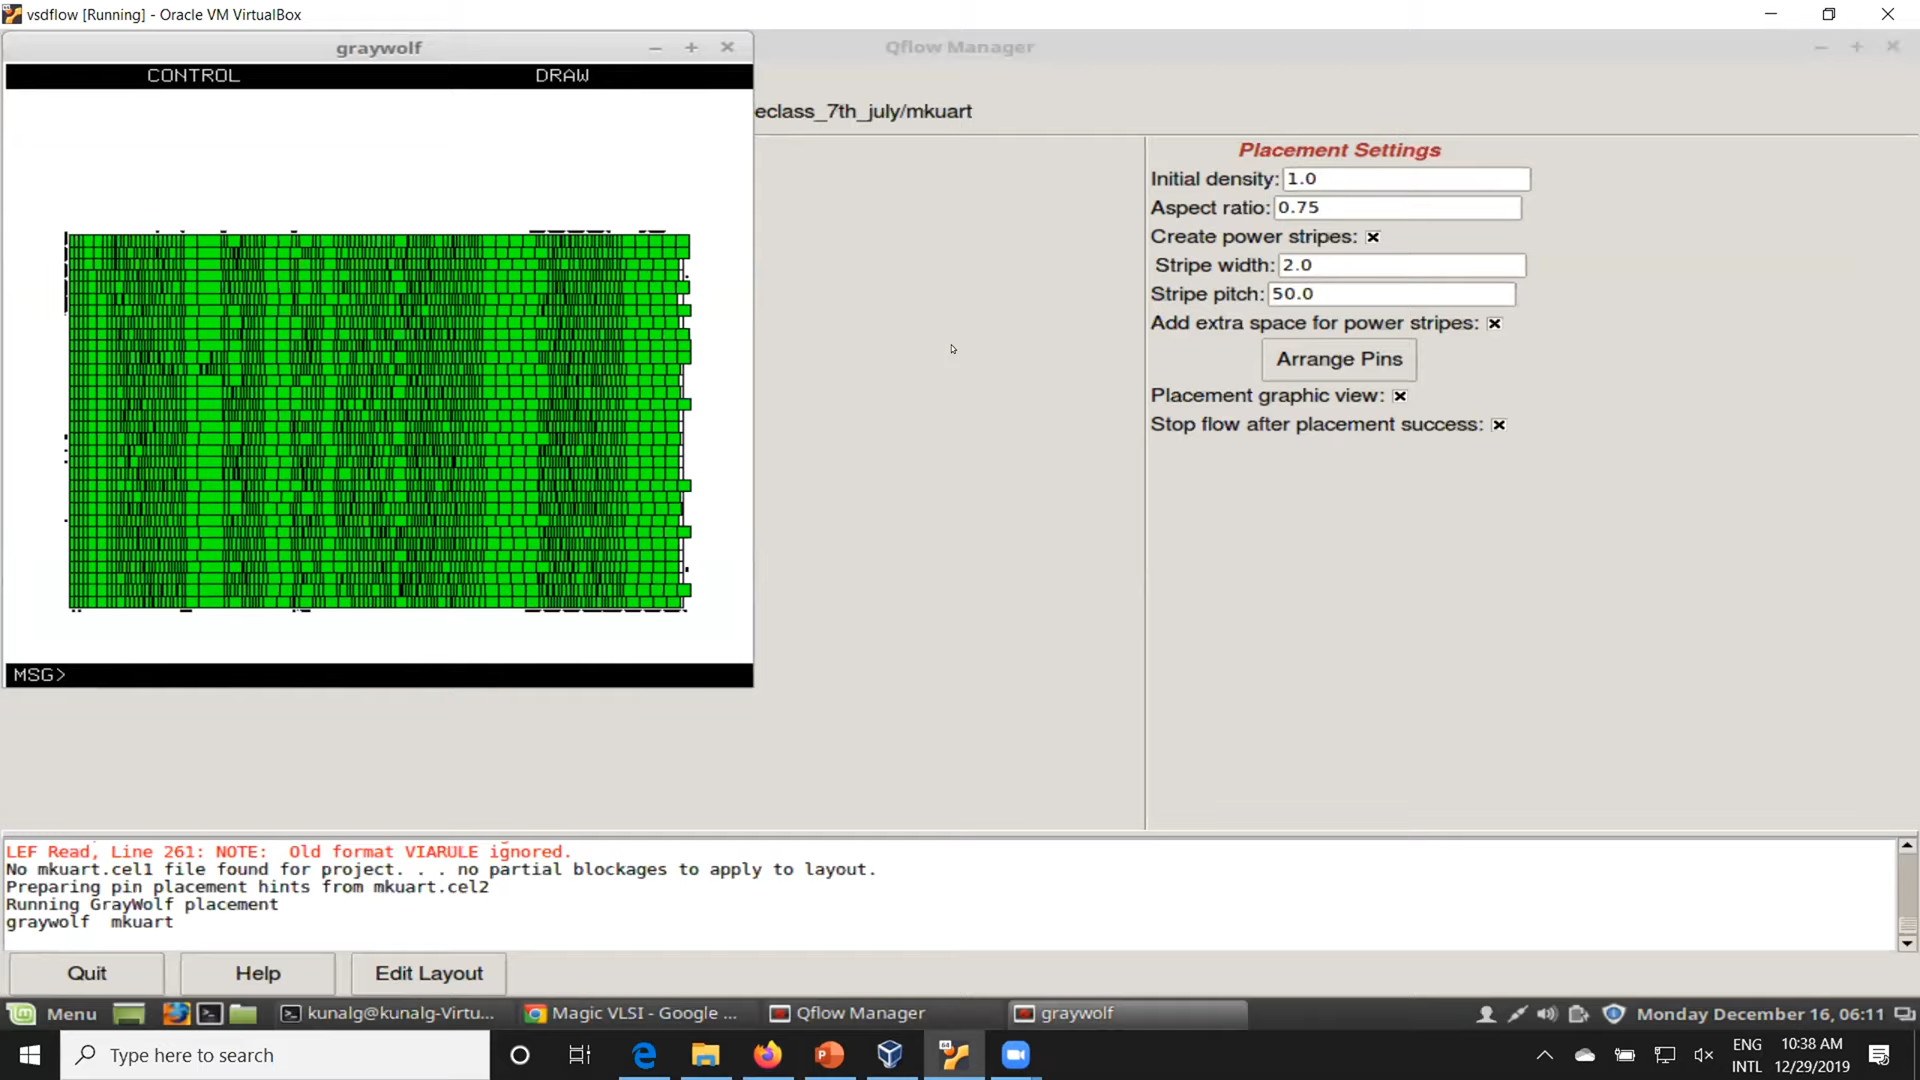 vsdflow [Running] - Oracle VM VirtualBox
graywolf
Qflow Manager
CONTROL DRAW
eclass_7th_july/mkuart
Placement Settings
Initial density: 1.0
Aspect ratio: 0.75
Create power stripes:
Stripe width: 2.0
Stripe pitch: 50.0
Add extra space for power stripes:
Arrange Pins
Placement graphic view:
Stop flow after placement success:
MSG>
LEF Read, Line 261: NOTE:  Old format VIARULE ignored.
No mkuart.cel1 file found for project. . . no partial blockages to apply to layout.
Preparing pin placement hints from mkuart.cel2
Running GrayWolf placement
graywolf  mkuart
Quit Help Edit Layout
Menu kunalg@kunalg-Virtu... Magic VLSI - Google ... Qflow Manager graywolf Monday December 16, 06:11
Type here to search
64
ENG
INTL
10:38 AM
12/29/2019